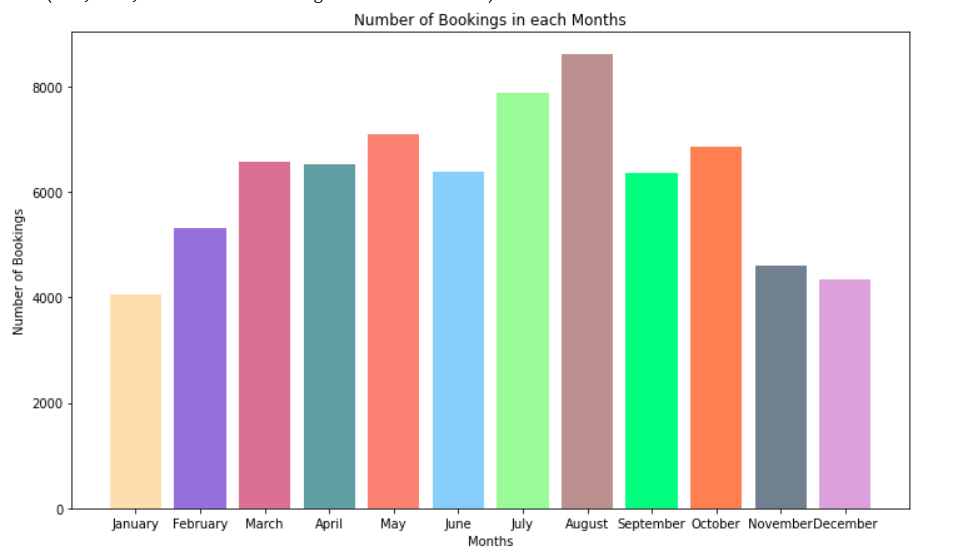 Number of Bookings in each Months
Number of Bookings
8000
6000
4000
2000
0
January February March April May June July August September October November December
Months